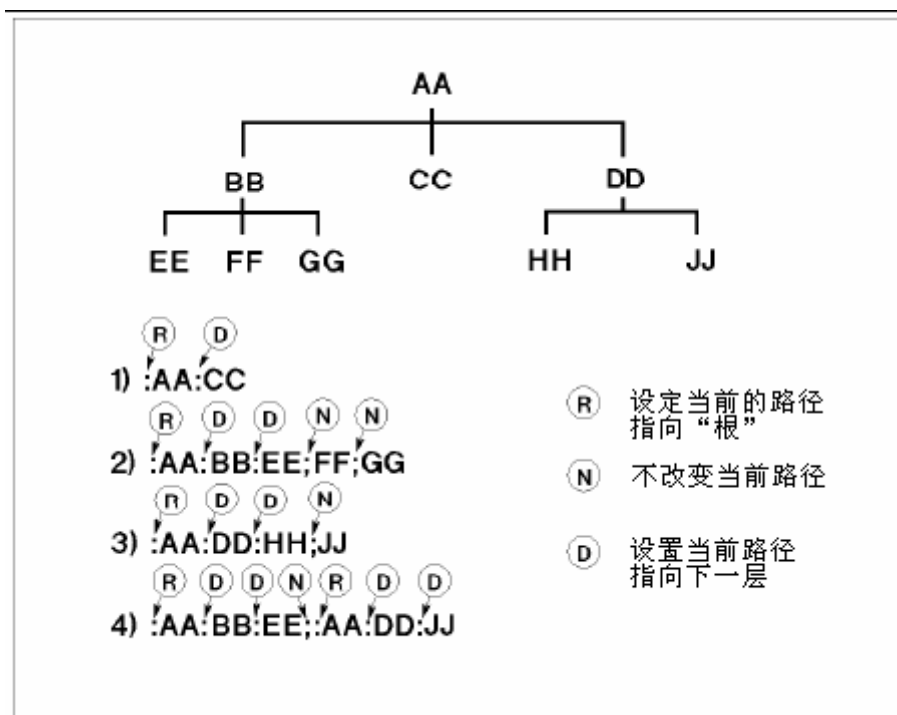 AA
BB CC DD
EE FF GG HH JJ
R D
1) :AA:CC
R D D N N
2) :AA:BB:EE;FF;GG
R D D N
3) :AA:DD:HH;JJ
R D D N R D D
4) :AA:BB:EE;:AA:DD:JJ
R 设定当前的路径
指向“根”
N 不改变当前路径
D 设置当前路径
指向下一层